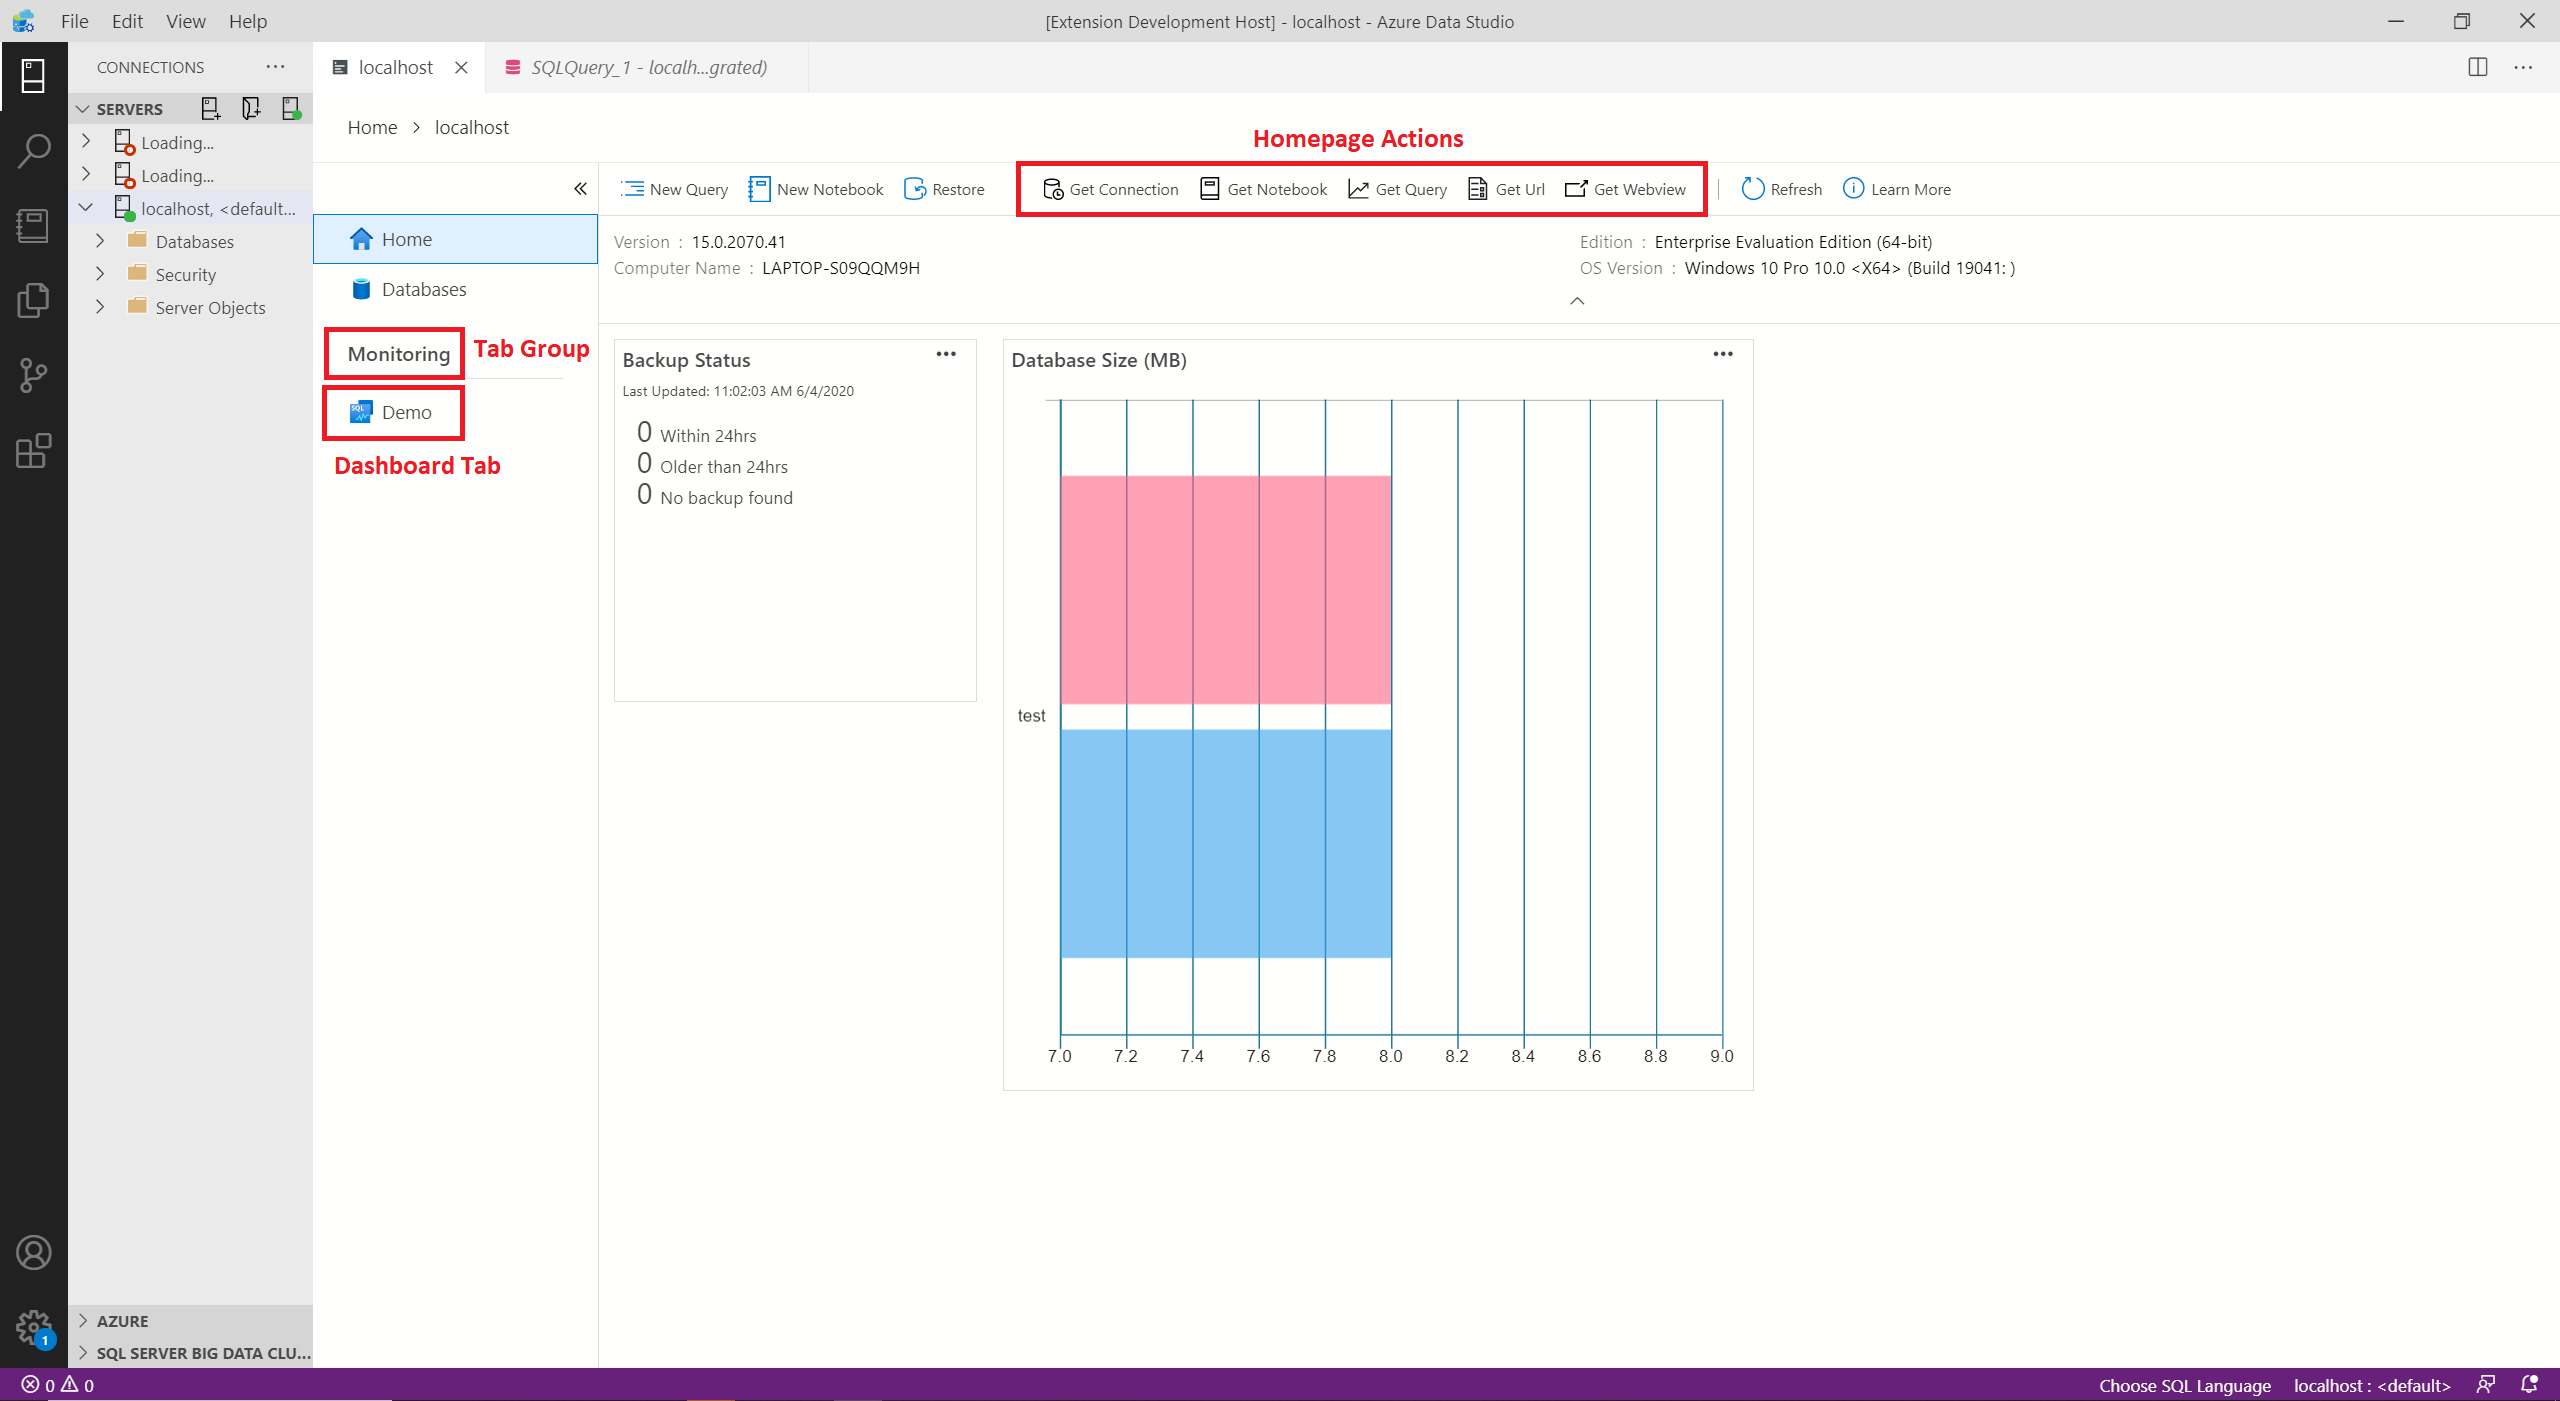 File Edit View Help
[Extension Development Host] - localhost - Azure Data Studio
CONNECTIONS
localhost
SQLQuery_1 - localh...grated)
SERVERS
Loading...
Loading...
localhost, <default...
Databases
Security
Server Objects
AZURE
SQL SERVER BIG DATA CLU...
Home > localhost
Homepage Actions
New Query New Notebook Restore Get Connection Get Notebook Get Query Get Url Get Webview Refresh Learn More
Home
Databases
Monitoring
Tab Group
Demo
Dashboard Tab
Version : 15.0.2070.41
Computer Name : LAPTOP-S09QQM9H
Edition : Enterprise Evaluation Edition (64-bit)
OS Version : Windows 10 Pro 10.0 <X64> (Build 19041: )
Backup Status
Last Updated: 11:02:03 AM 6/4/2020
0 Within 24hrs
0 Older than 24hrs
0 No backup found
Database Size (MB)
test
7.0 7.2 7.4 7.6 7.8 8.0 8.2 8.4 8.6 8.8 9.0
1
0 0
Choose SQL Language
localhost : <default>